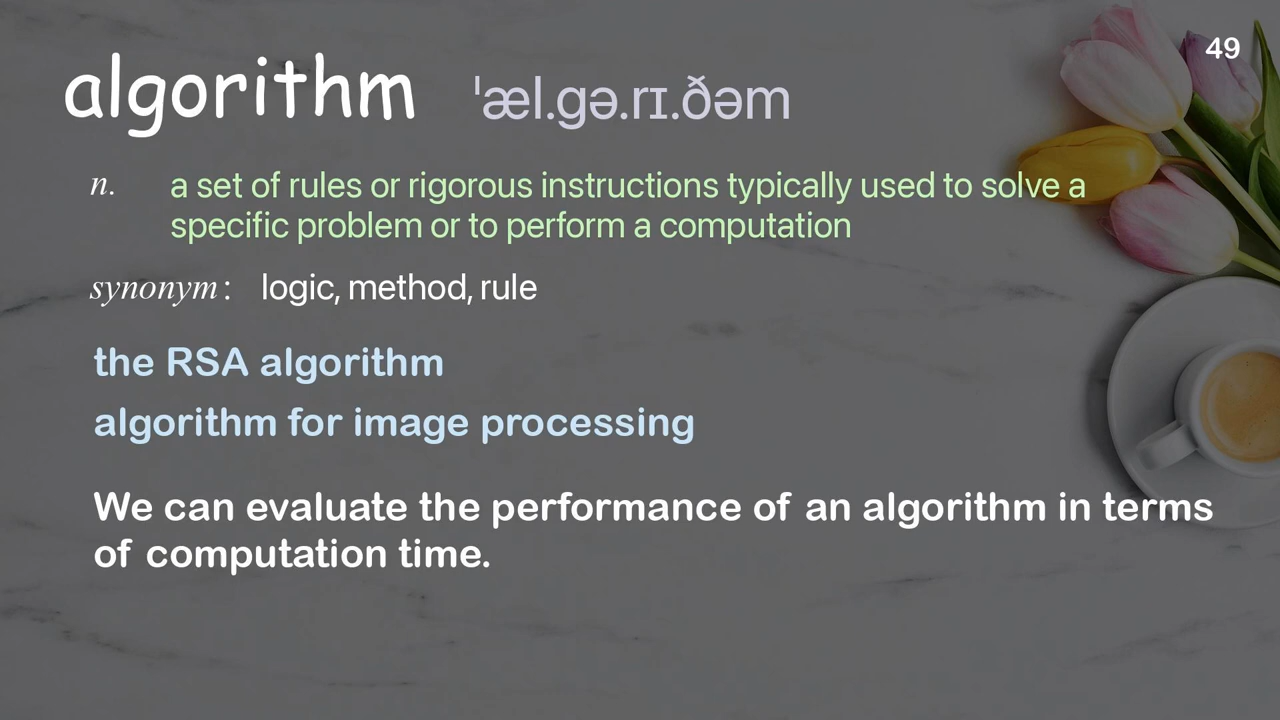 49
algorithm ˈæl.gə.rɪ.ðəm
n. a set of rules or rigorous instructions typically used to solve a
specific problem or to perform a computation
synonym: logic, method, rule
the RSA algorithm
algorithm for image processing
We can evaluate the performance of an algorithm in terms
of computation time.